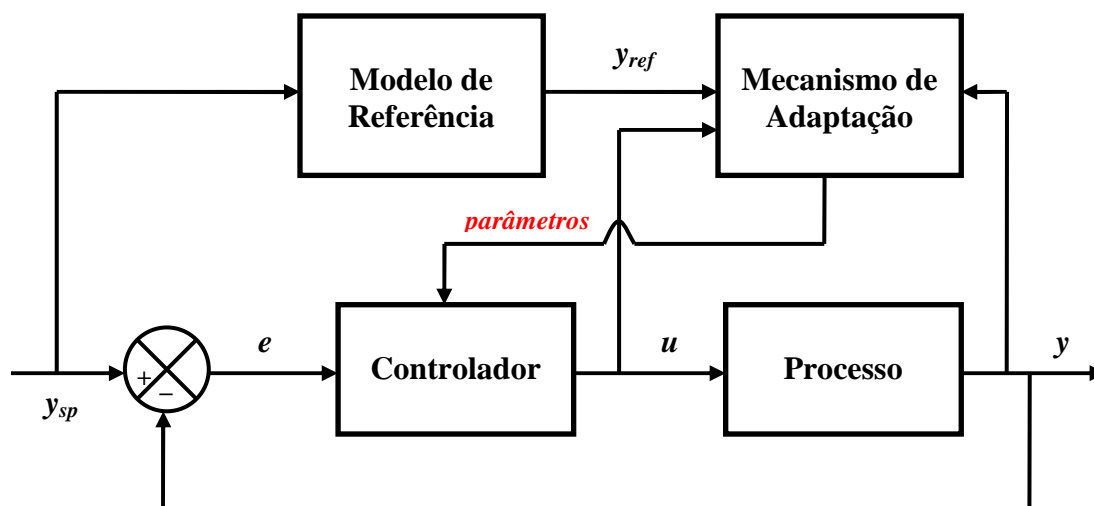 Modelo de
Referência
y_ref
Mecanismo de
Adaptação
parâmetros
e
Controlador
u
Processo
y
+
−
y_sp